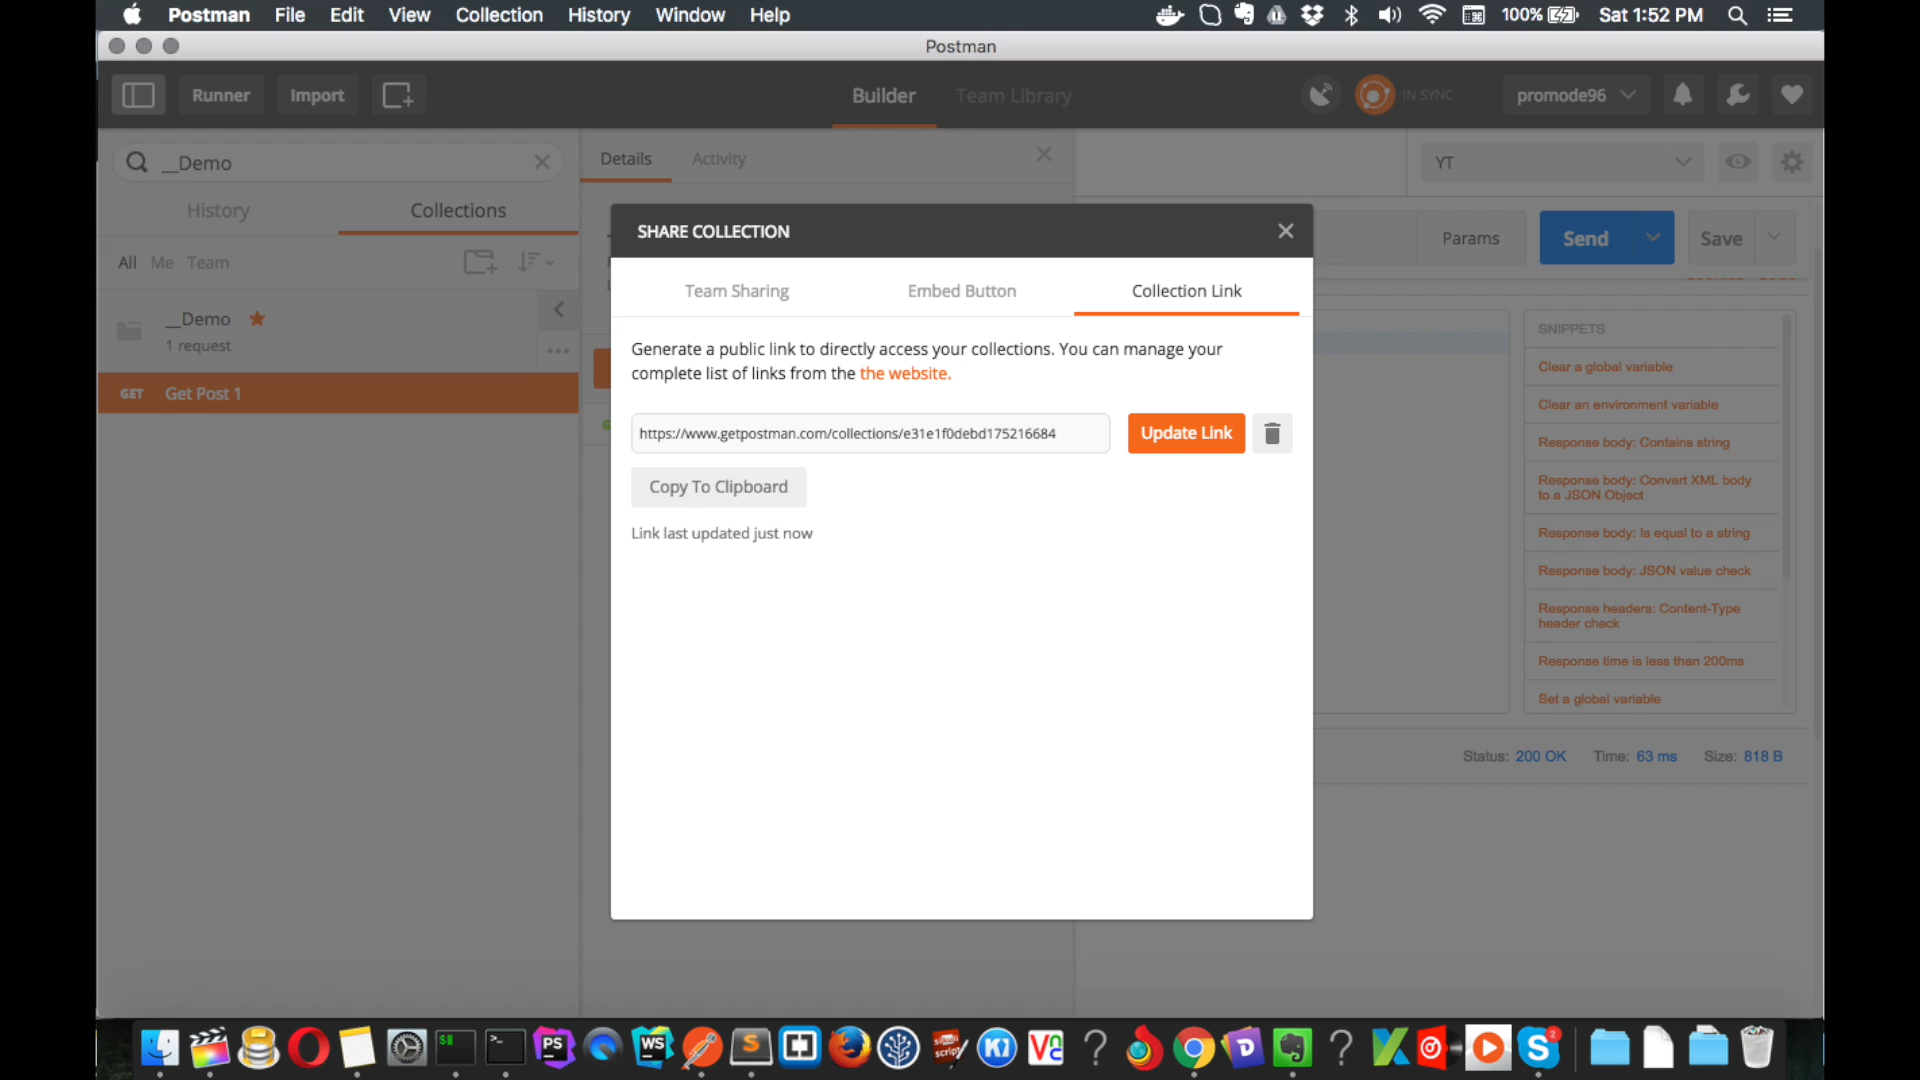 Postman File Edit View Collection History Window Help 100% Sat 1:52 PM
Postman
Runner Import Builder Team Library IN SYNC promode96
__Demo
Details Activity
YT
History Collections
SHARE COLLECTION
Params Send Save
All Me Team
Team Sharing Embed Button Collection Link
__Demo
1 request
GET Get Post 1
Generate a public link to directly access your collections. You can manage your
complete list of links from the the website.
https://www.getpostman.com/collections/e31e1f0debd175216684
Update Link
Copy To Clipboard
Link last updated just now
SNIPPETS
Clear a global variable
Clear an environment variable
Response body: Contains string
Response body: Convert XML body
to a JSON Object
Response body: Is equal to a string
Response body: JSON value check
Response headers: Content-Type
header check
Response time is less than 200ms
Set a global variable
Status: 200 OK Time: 63 ms Size: 818 B
$ >_ PS WS S K1 D S 2